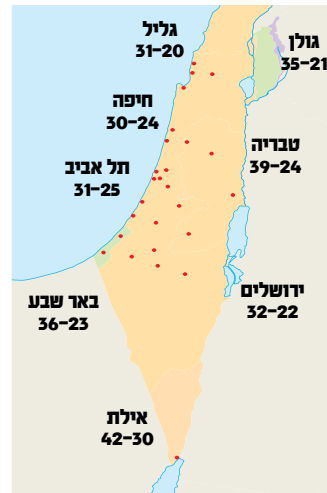 גליל
31-20
גולן
35-21
חיפה
30-24
טבריה
39-24
תל אביב
31-25
ירושלים
32-22
באר שבע
36-23
אילת
42-30